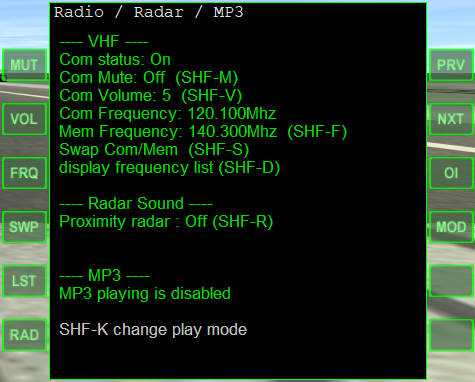 Radio / Radar / MP3
---- VHF ----
Com status: On
Com Mute: Off (SHF-M)
Com Volume: 5 (SHF-V)
Com Frequency: 120.100Mhz
Mem Frequency: 140.300Mhz (SHF-F)
Swap Com/Mem (SHF-S)
display frequency list (SHF-D)
---- Radar Sound ----
Proximity radar : Off (SHF-R)
---- MP3 ----
MP3 playing is disabled
SHF-K change play mode
MUT
VOL
FRQ
SWP
LST
RAD
PRV
NXT
OI
MOD